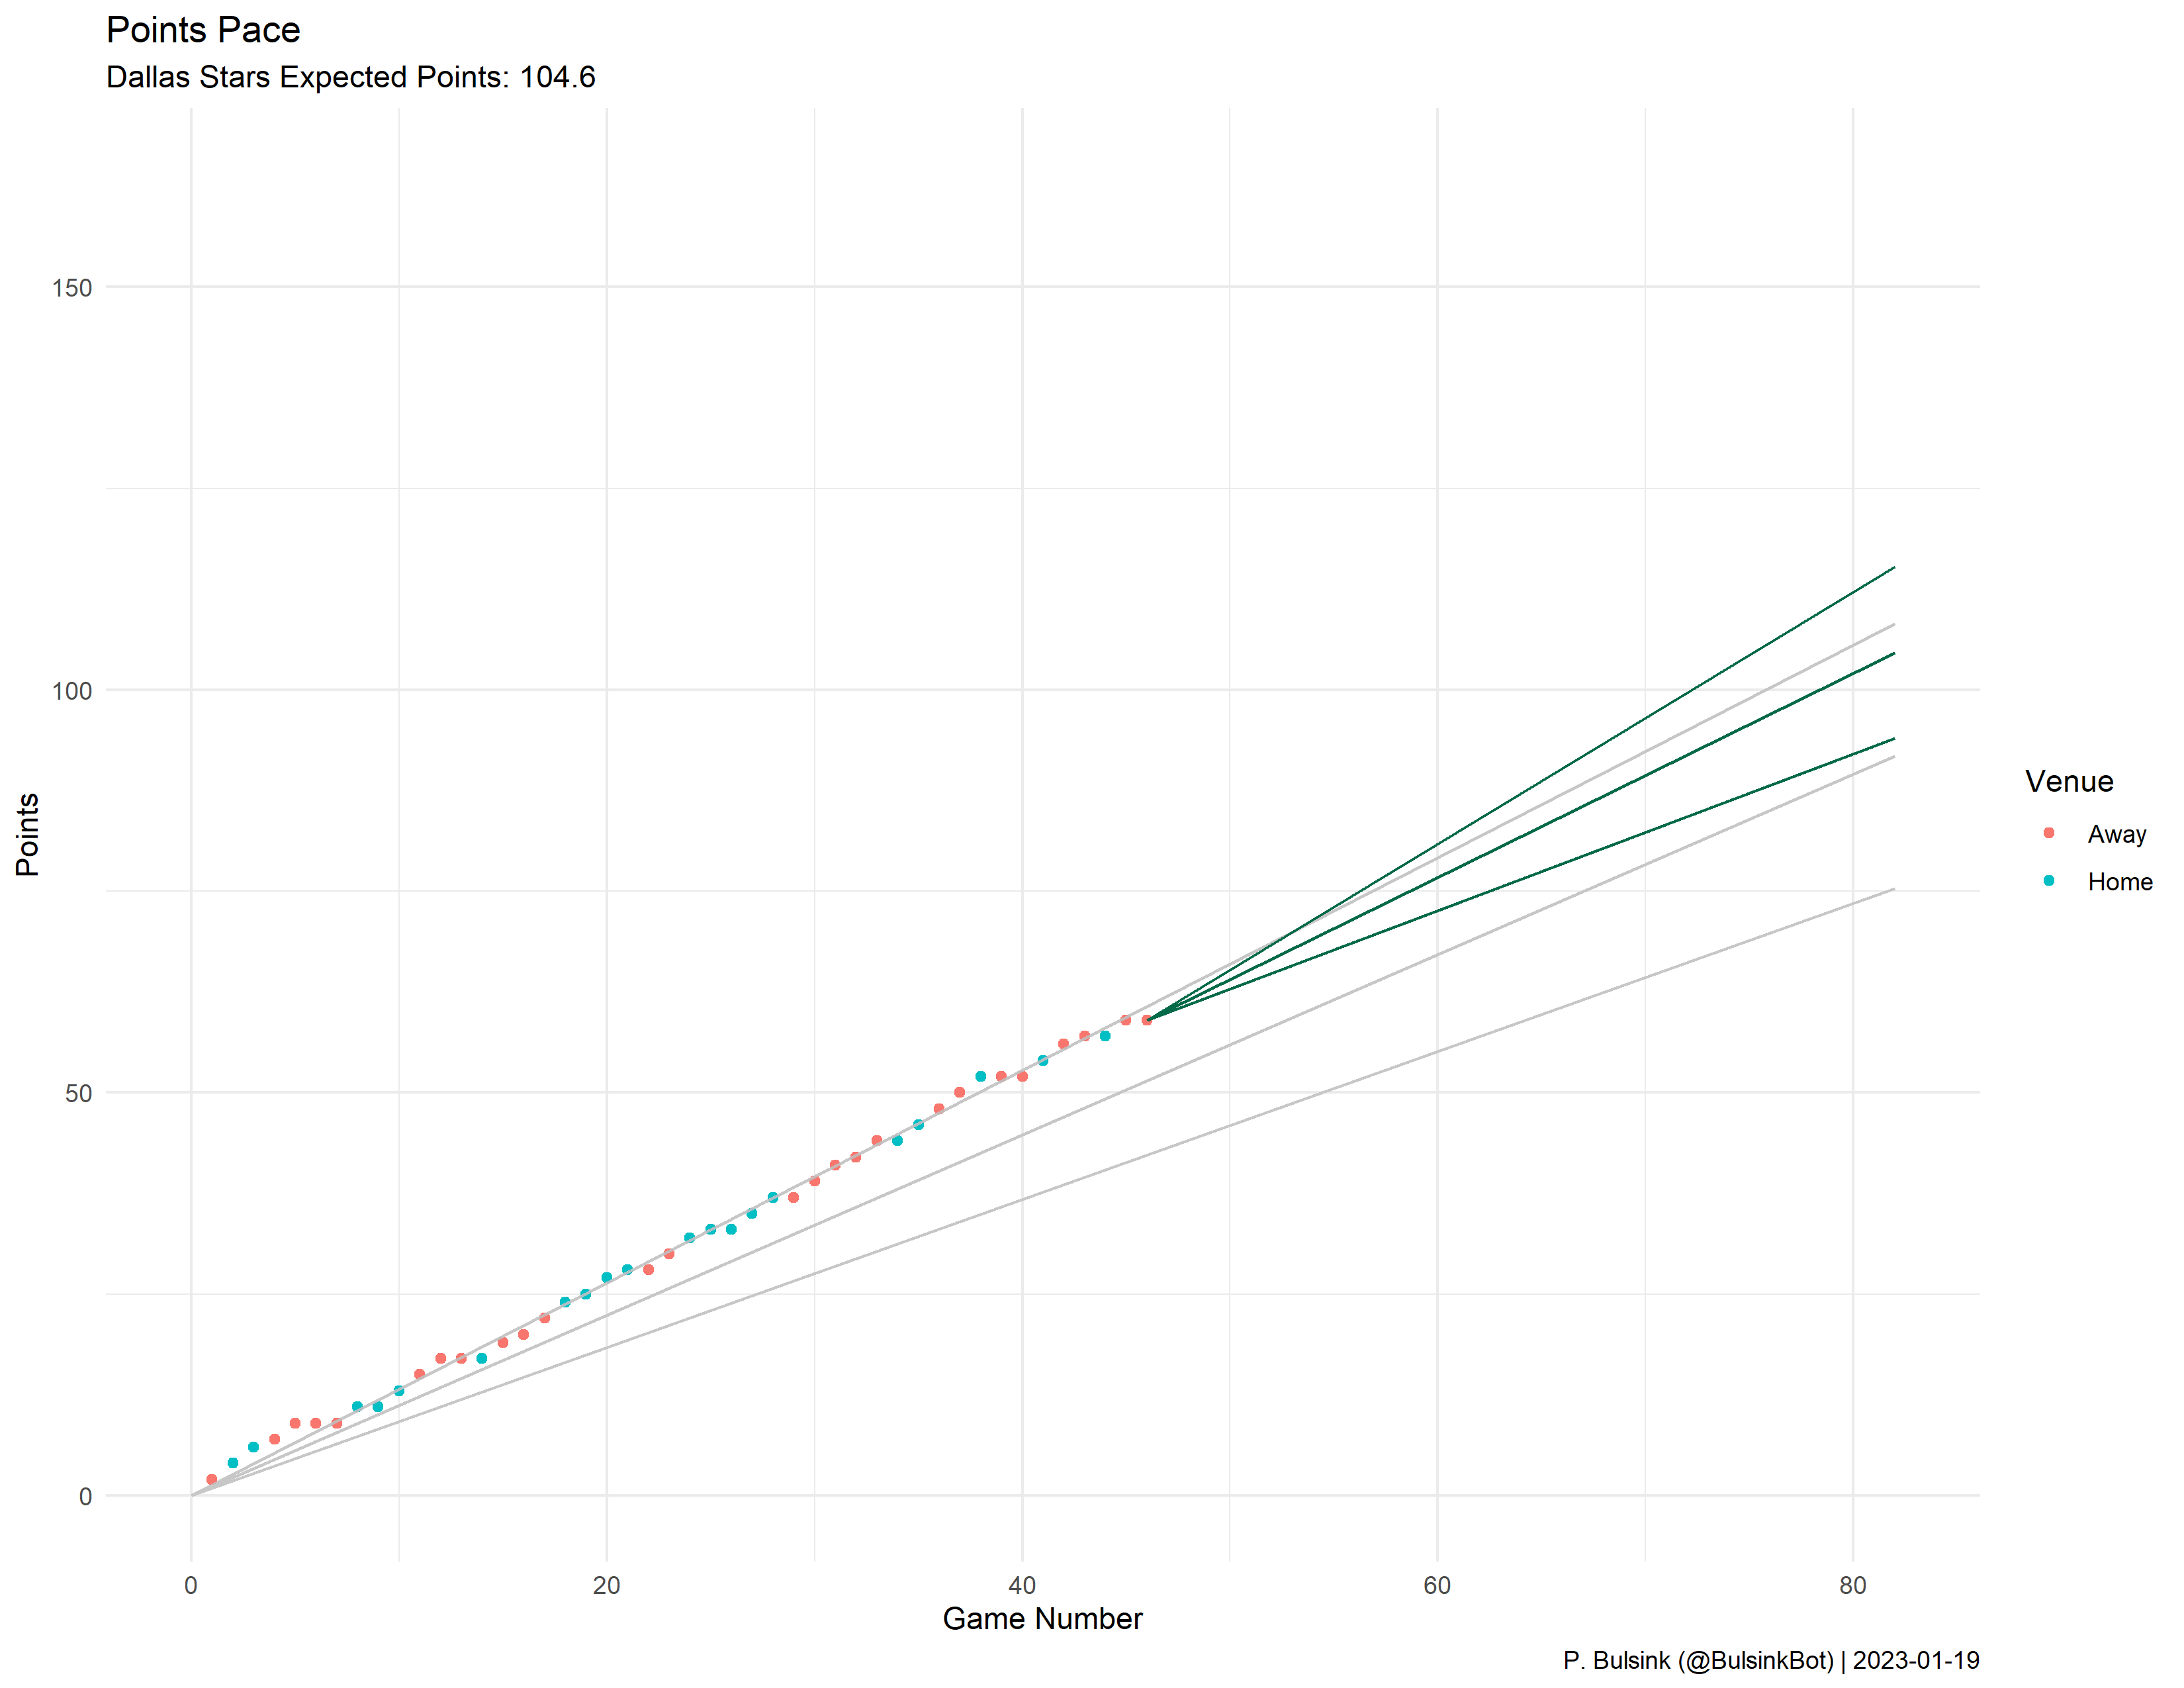 Points Pace
Dallas Stars Expected Points: 104.6
150
100
50
0
Points
0
20
40
60
80
Game Number
Venue
Away
Home
P. Bulsink (@BulsinkBot) | 2023-01-19